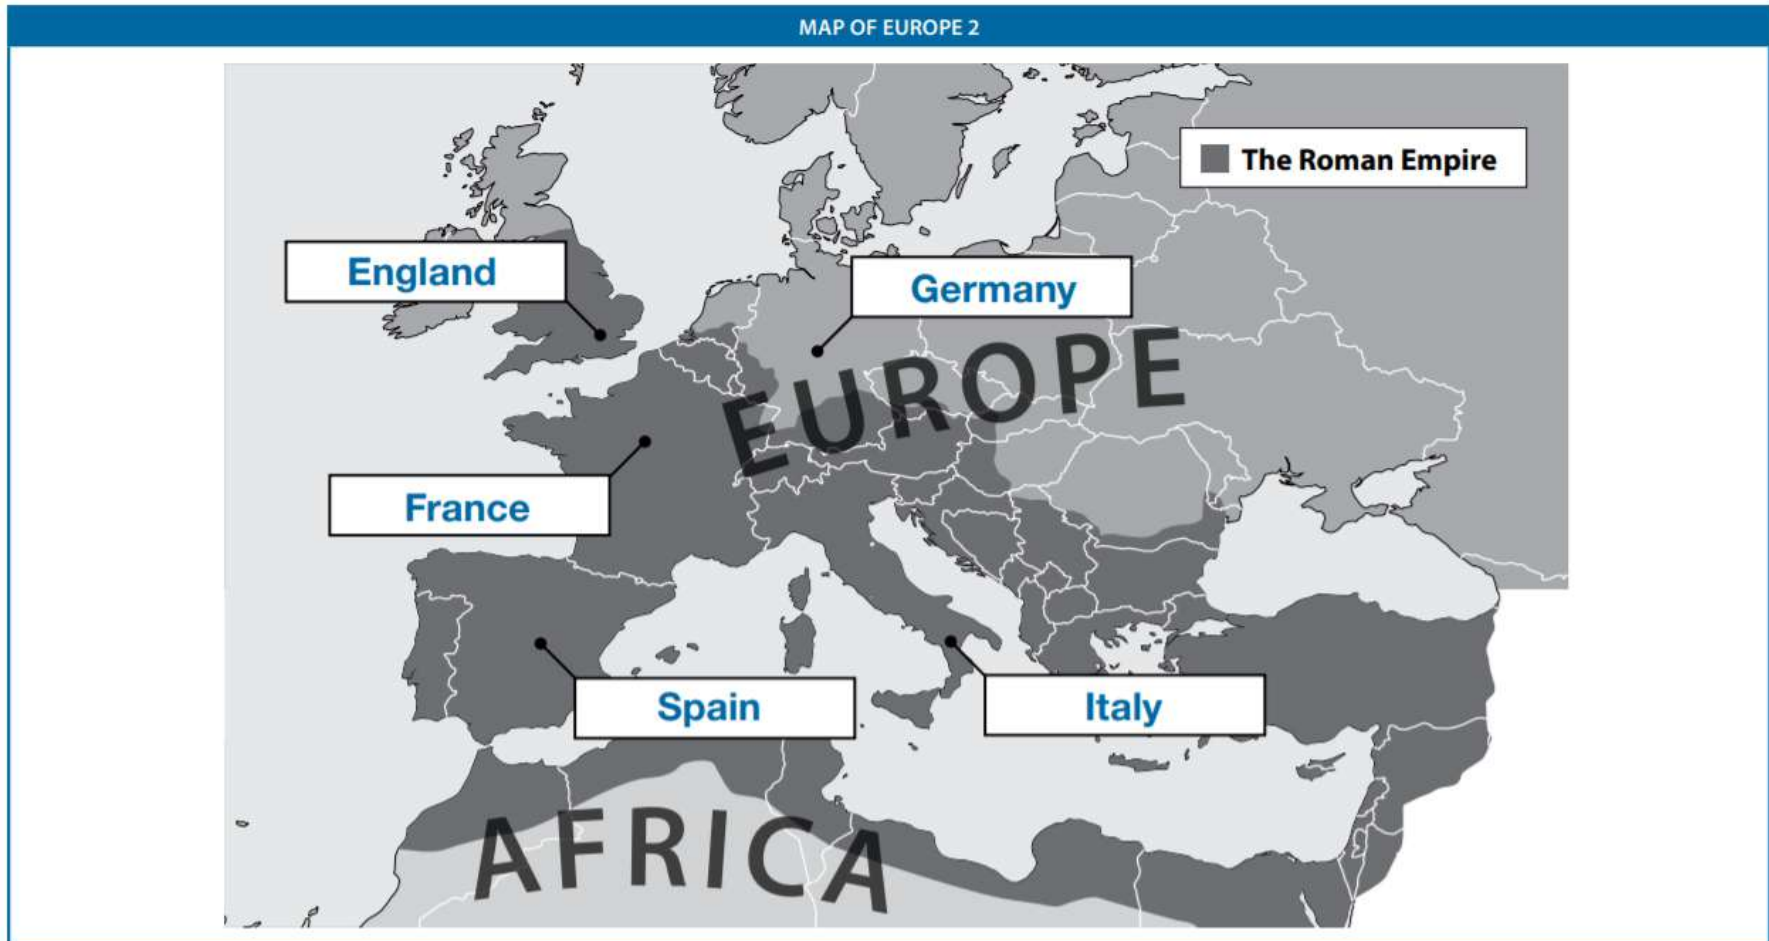 MAP OF EUROPE 2
The Roman Empire
England
Germany
EUROPE
France
Spain
Italy
AFRICA